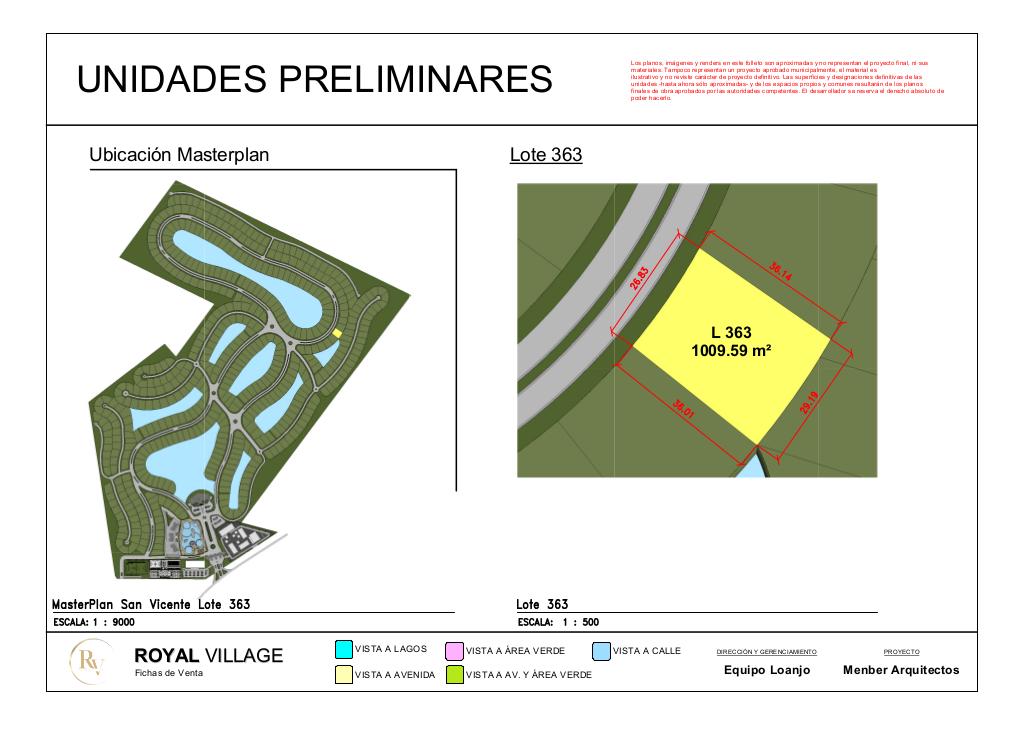 UNIDADES PRELIMINARES
Los planos, imágenes y renders en este folleto son aproximadas y no representan el proyecto final, ni sus
materiales. Tampoco representan un proyecto aprobado municipalmente, el material es
ilustrativo y no reviste carácter de proyecto definitivo. Las superficies y designaciones definitivas de las
unidades -hasta ahora sólo aproximadas- y de los espacios propios y comunes resultarán de los planos
finales de obra aprobados por las autoridades competentes. El desarrollador se reserva el derecho absoluto de
poder hacerlo.
Ubicación Masterplan
Lote 363
26.83
36.14
L 363
1009.59 m²
36.01
29.19
MasterPlan San Vicente Lote 363
ESCALA: 1 : 9000
Lote 363
ESCALA: 1 : 500
RV
ROYAL VILLAGE
Fichas de Venta
VISTA A LAGOS
VISTA A ÁREA VERDE
VISTA A CALLE
VISTA A AVENIDA
VISTA A AV. Y ÁREA VERDE
DIRECCIÓN Y GERENCIAMIENTO
Equipo Loanjo
PROYECTO
Menber Arquitectos